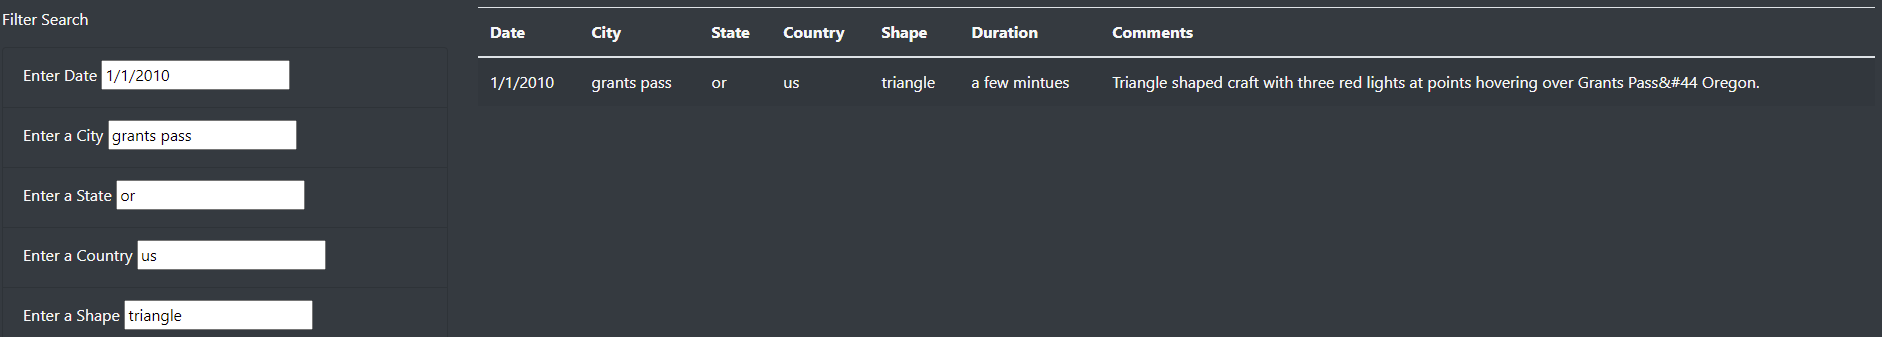 Filter Search
Enter Date 1/1/2010
Enter a City grants pass
Enter a State or
Enter a Country us
Enter a Shape triangle
Date City State Country Shape Duration Comments
1/1/2010 grants pass or us triangle a few mintues Triangle shaped craft with three red lights at points hovering over Grants Pass&#44 Oregon.